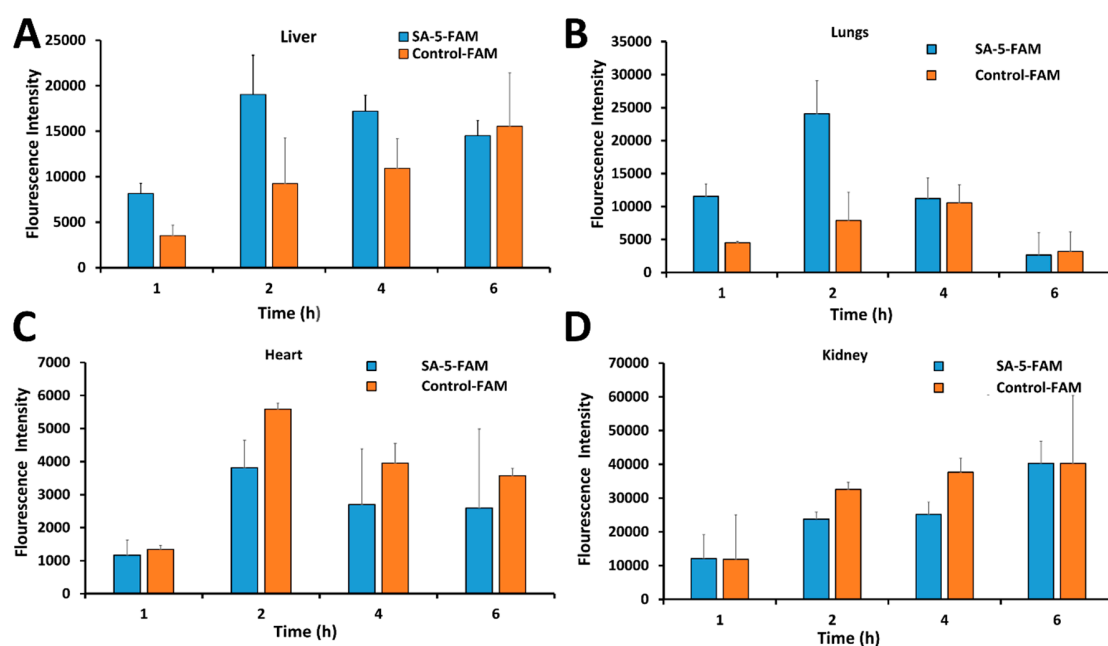 A
Liver
SA-5-FAM
Control-FAM
Flourescence Intensity
25000
20000
15000
10000
5000
0
1 2 4 6
Time (h)
B
Lungs
SA-5-FAM
Control-FAM
Flourescence Intensity
35000
30000
25000
20000
15000
10000
5000
0
1 2 4 6
Time (h)
C
Heart
SA-5-FAM
Control-FAM
Flourescence Intensity
7000
6000
5000
4000
3000
2000
1000
0
1 2 4 6
Time (h)
D
Kidney
SA-5-FAM
Control-FAM
Flourescence Intensity
70000
60000
50000
40000
30000
20000
10000
0
1 2 4 6
Time (h)